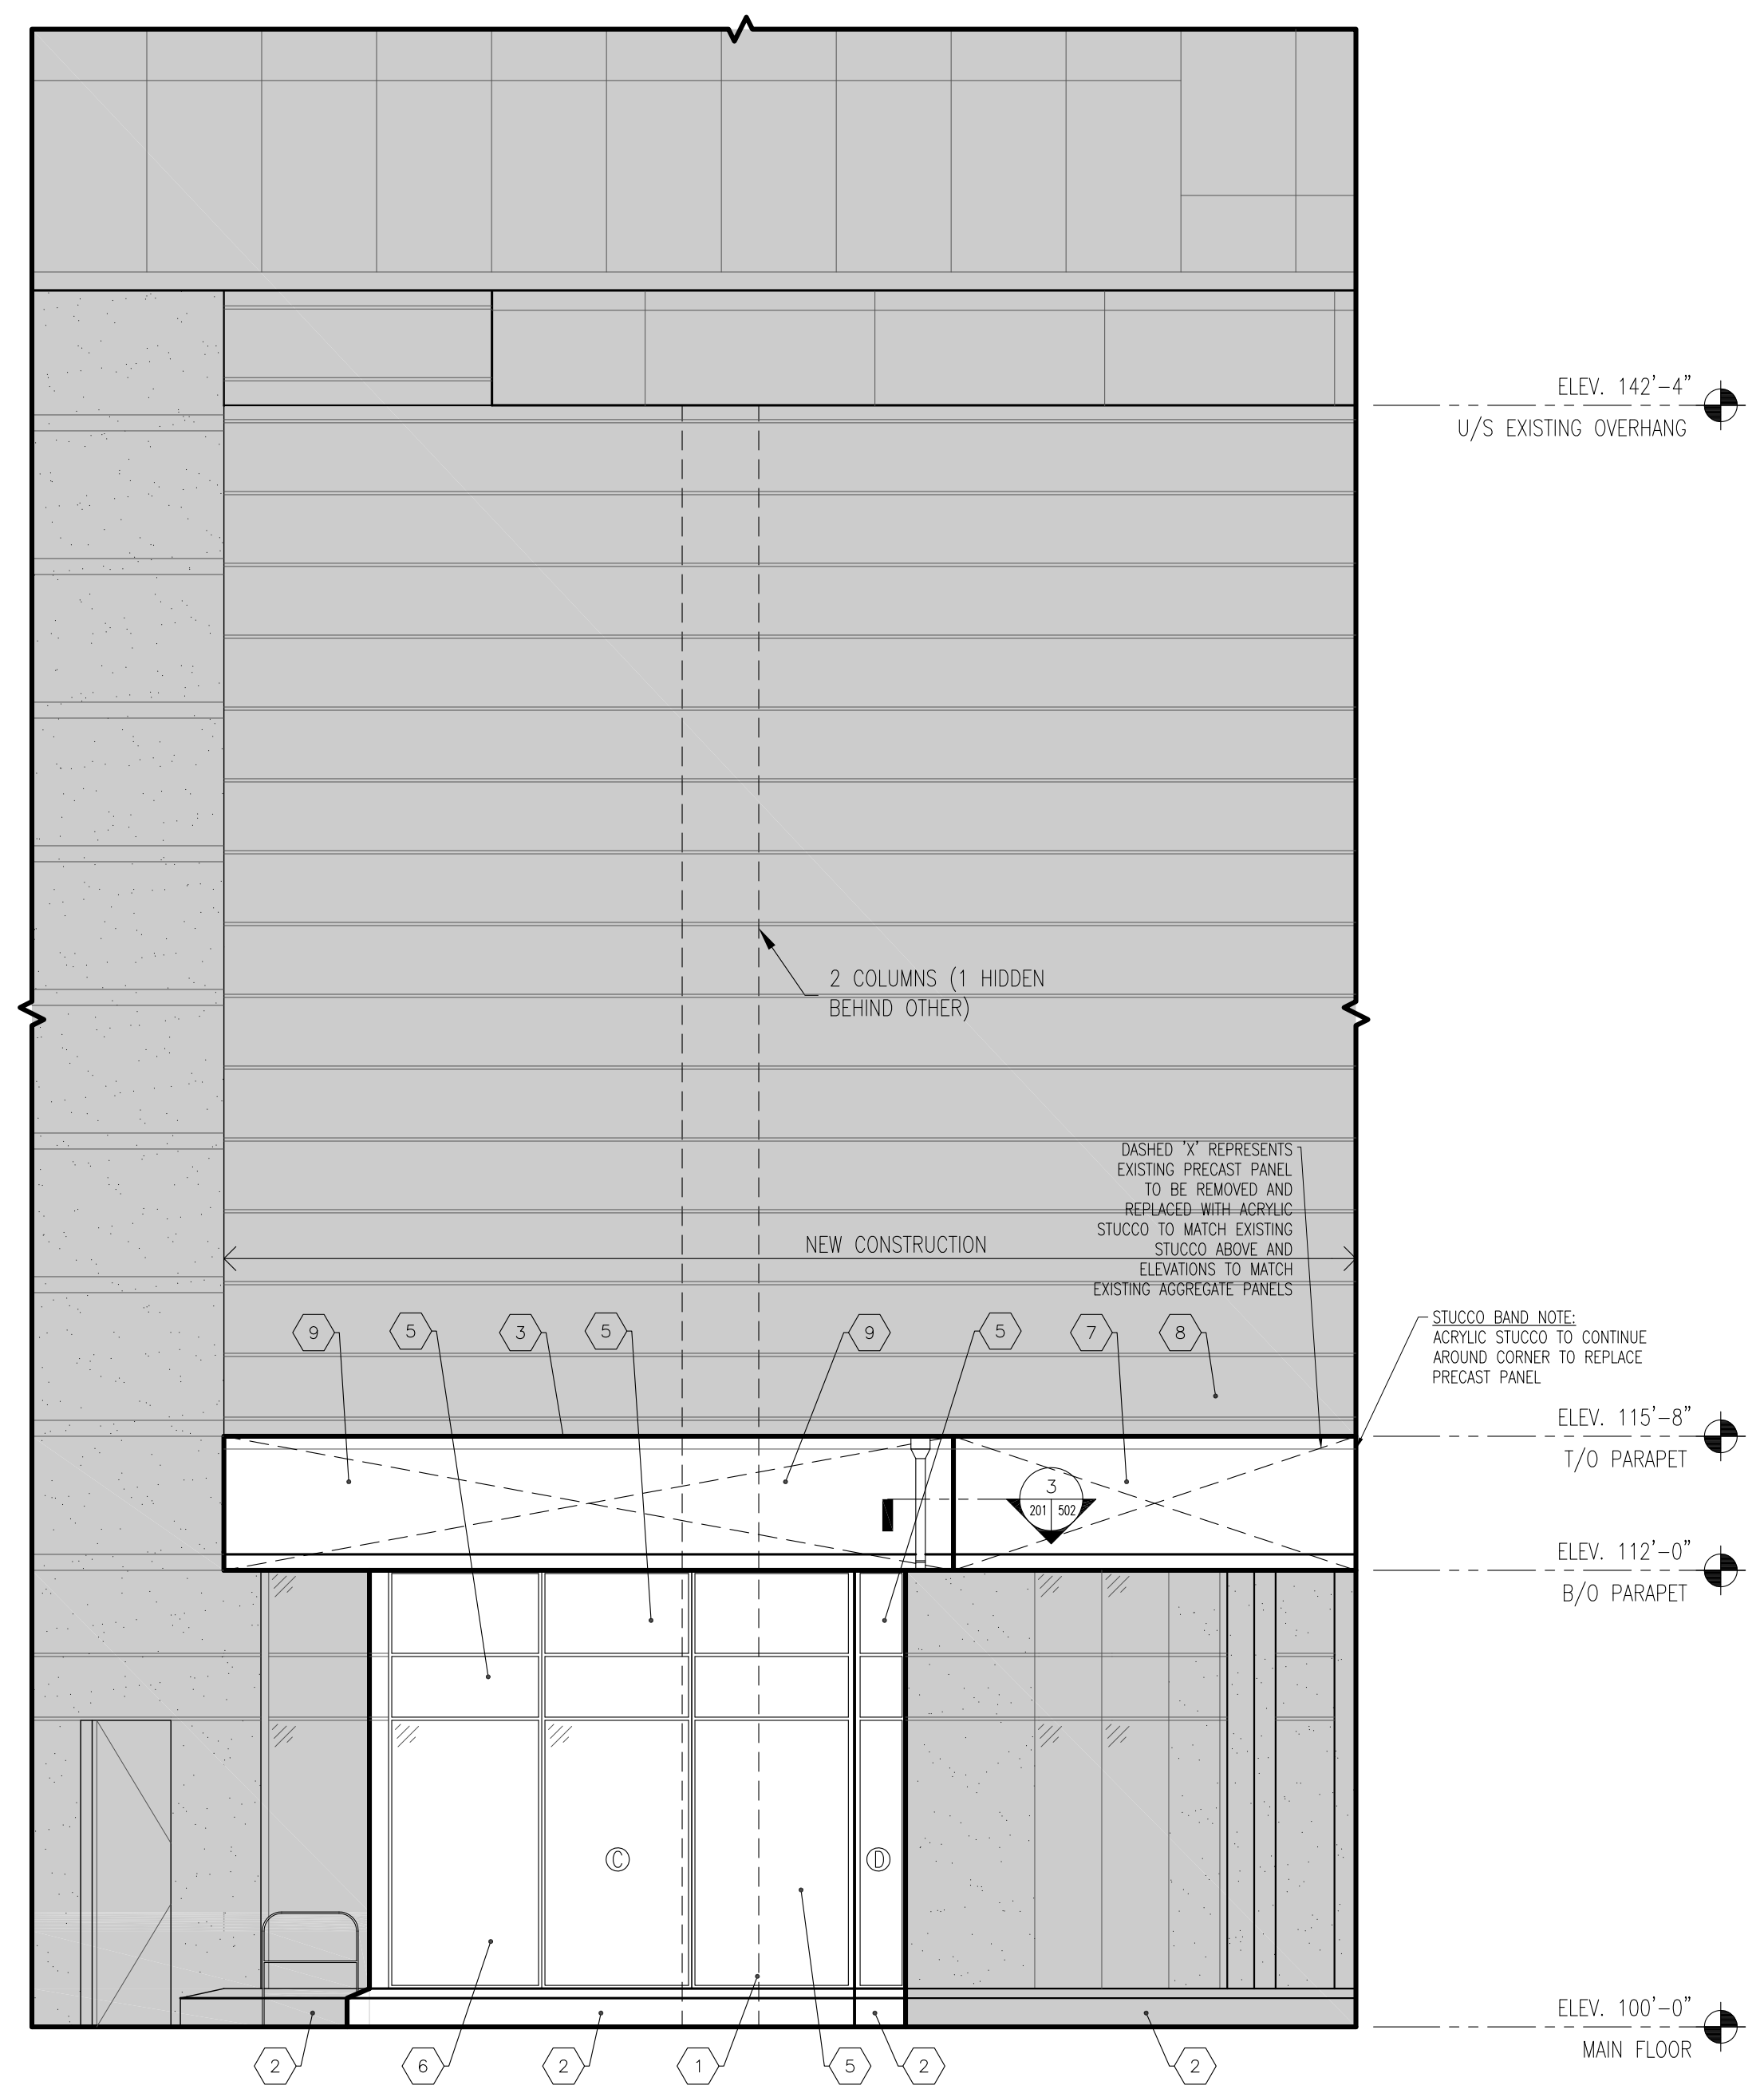 ELEV. 142'-4"
U/S EXISTING OVERHANG
2 COLUMNS (1 HIDDEN
BEHIND OTHER)
DASHED 'X' REPRESENTS
EXISTING PRECAST PANEL
TO BE REMOVED AND
REPLACED WITH ACRYLIC
STUCCO TO MATCH EXISTING
STUCCO ABOVE AND
ELEVATIONS TO MATCH
EXISTING AGGREGATE PANELS
NEW CONSTRUCTION
STUCCO BAND NOTE:
ACRYLIC STUCCO TO CONTINUE
AROUND CORNER TO REPLACE
PRECAST PANEL
9
5
3
5
9
5
7
8
ELEV. 115'-8"
T/O PARAPET
3
201 502
ELEV. 112'-0"
B/O PARAPET
C
D
ELEV. 100'-0"
MAIN FLOOR
2
6
2
1
5
2
2